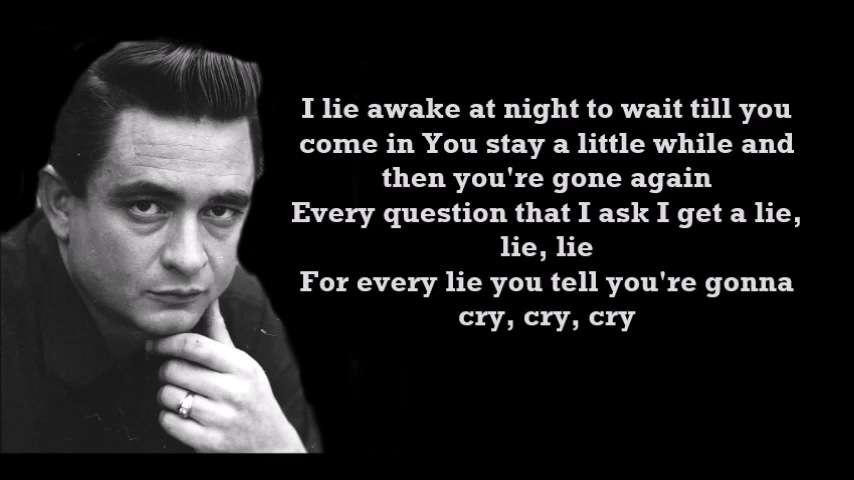 I lie awake at night to wait till you
come in You stay a little while and
then you're gone again
Every question that I ask I get a lie,
lie, lie
For every lie you tell you're gonna
cry, cry, cry